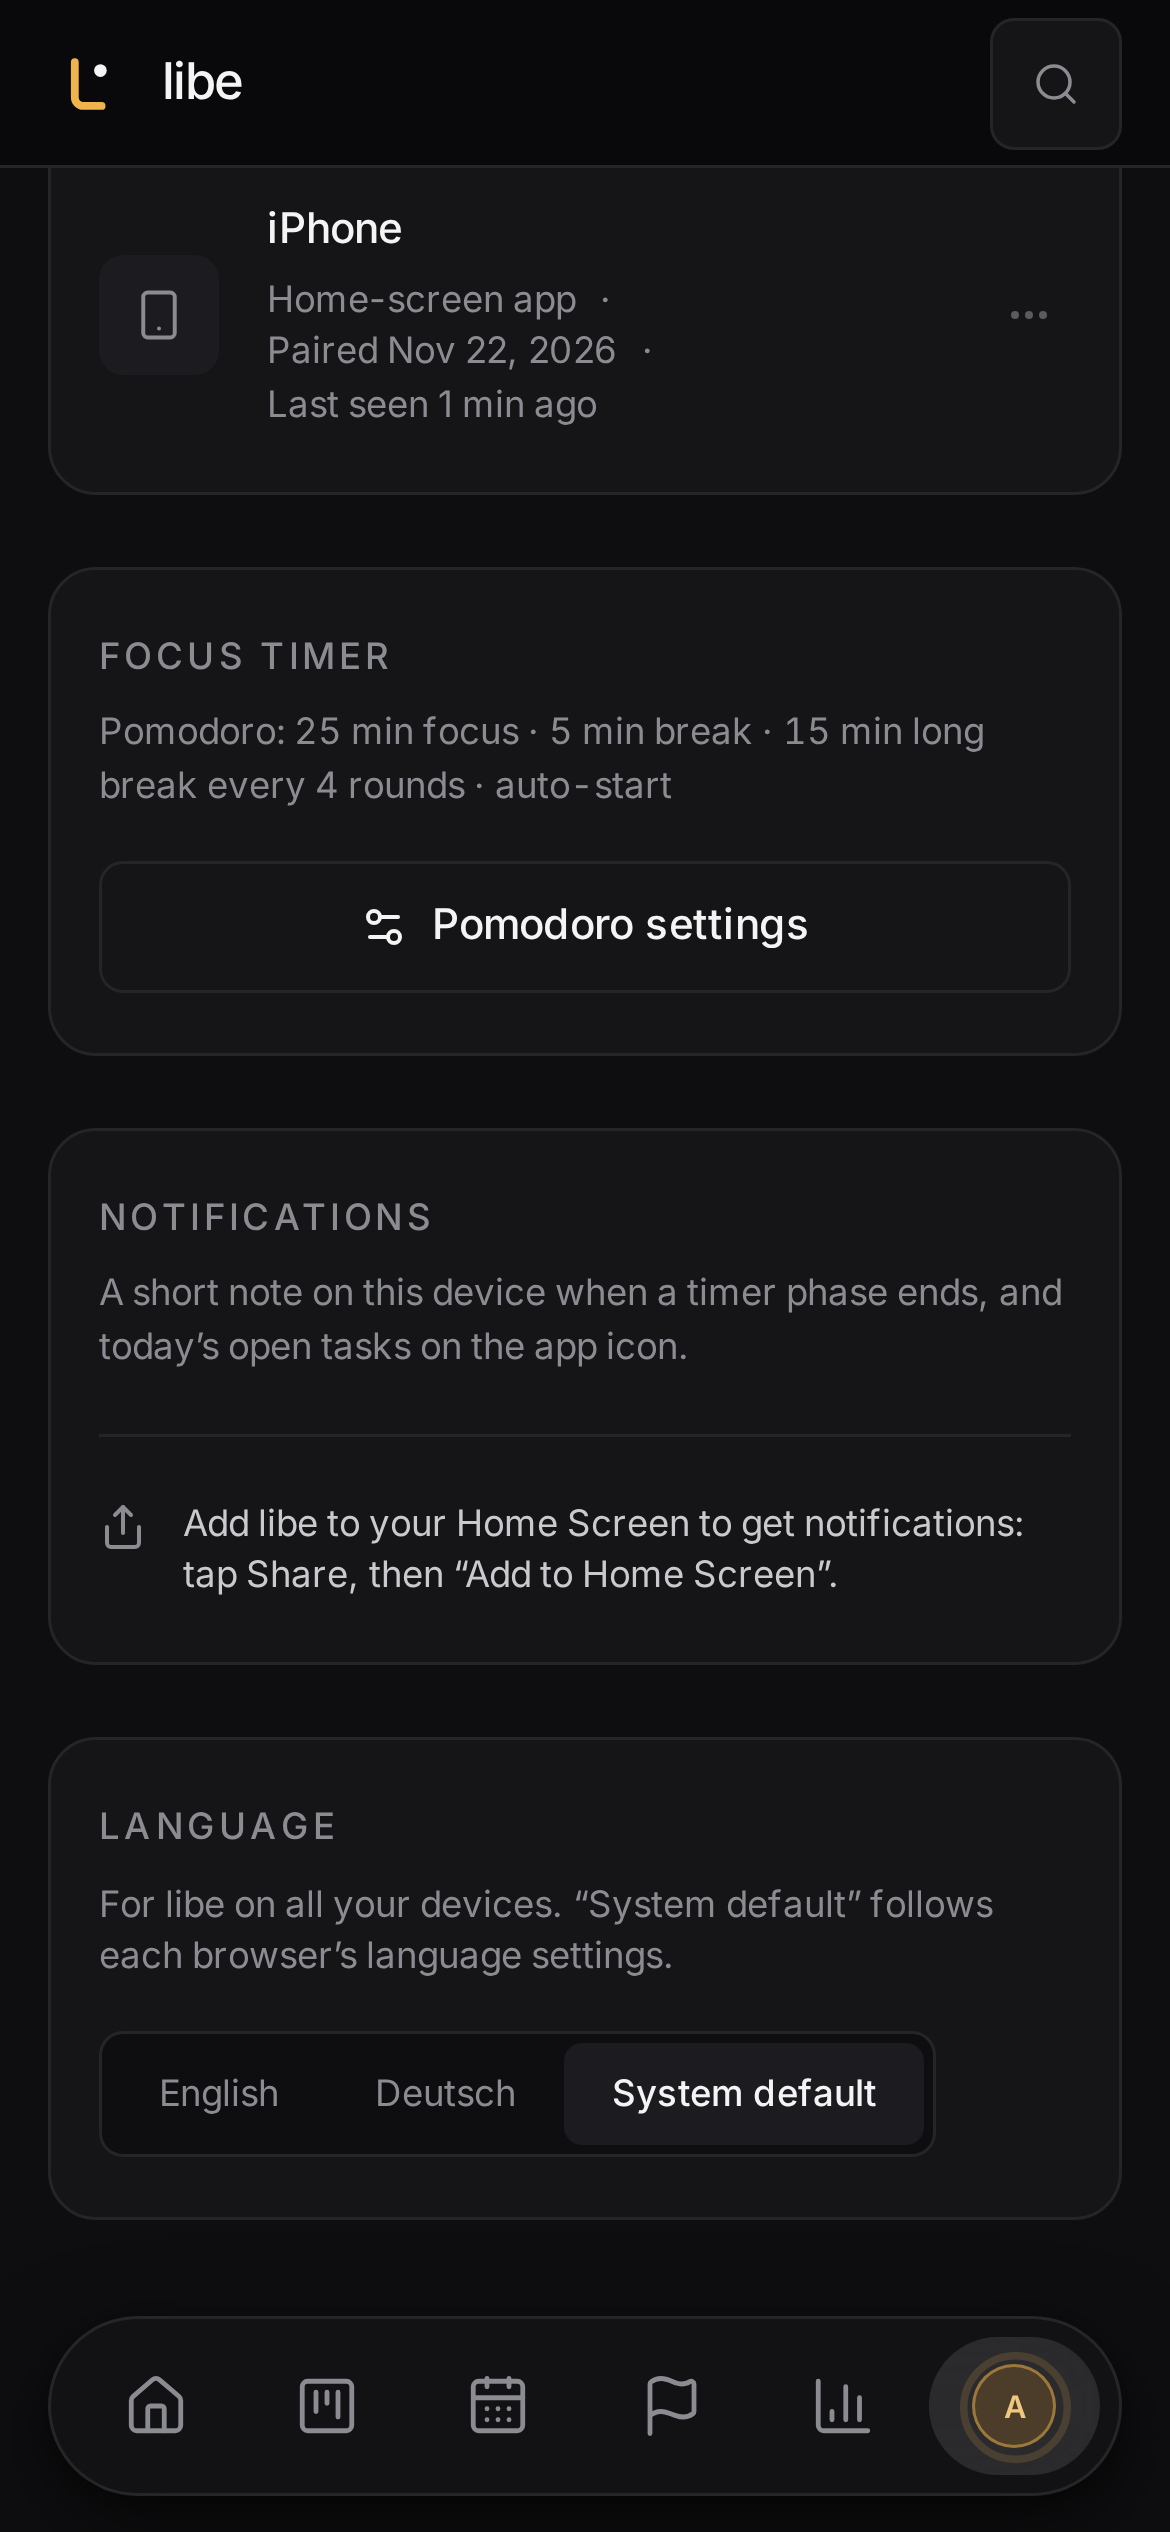 libe
iPhone
Home-screen app ·
Paired Nov 22, 2026 ·
Last seen 1 min ago
FOCUS TIMER
Pomodoro: 25 min focus · 5 min break · 15 min long
break every 4 rounds · auto-start
Pomodoro settings
NOTIFICATIONS
A short note on this device when a timer phase ends, and
today’s open tasks on the app icon.
Add libe to your Home Screen to get notifications:
tap Share, then “Add to Home Screen”.
LANGUAGE
For libe on all your devices. “System default” follows
each browser’s language settings.
English Deutsch System default
A